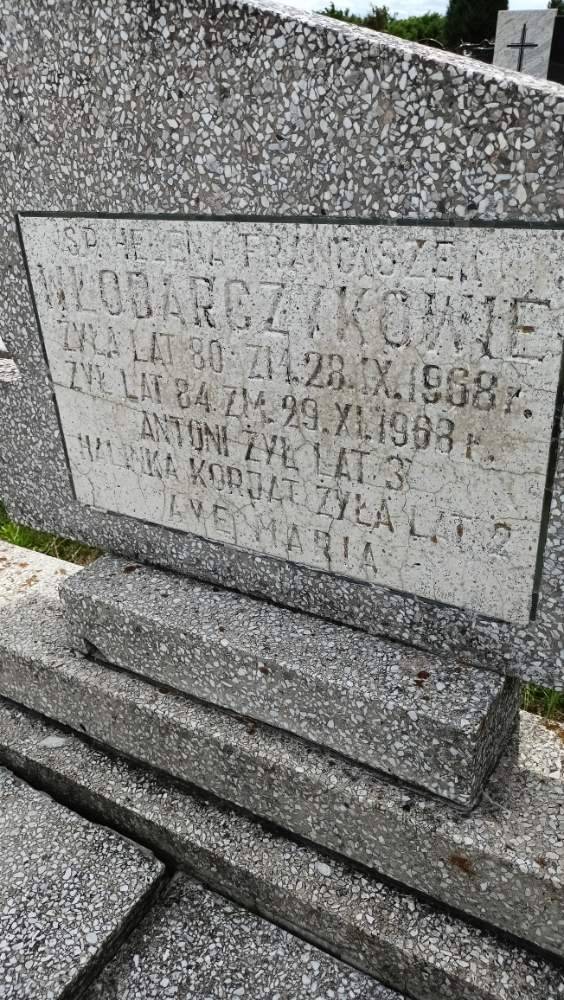 ŚP. HELENA FRANCISZEK
WŁODARCZYKOWIE
ŻYŁA LAT 80 ZM. 28.IX.1968 r.
ŻYŁ LAT 84 ZM. 29.XI.1968 r.
ANTONI ŻYŁ LAT 3
HALINKA KORDAT ŻYŁA LAT 2
AVE MARIA